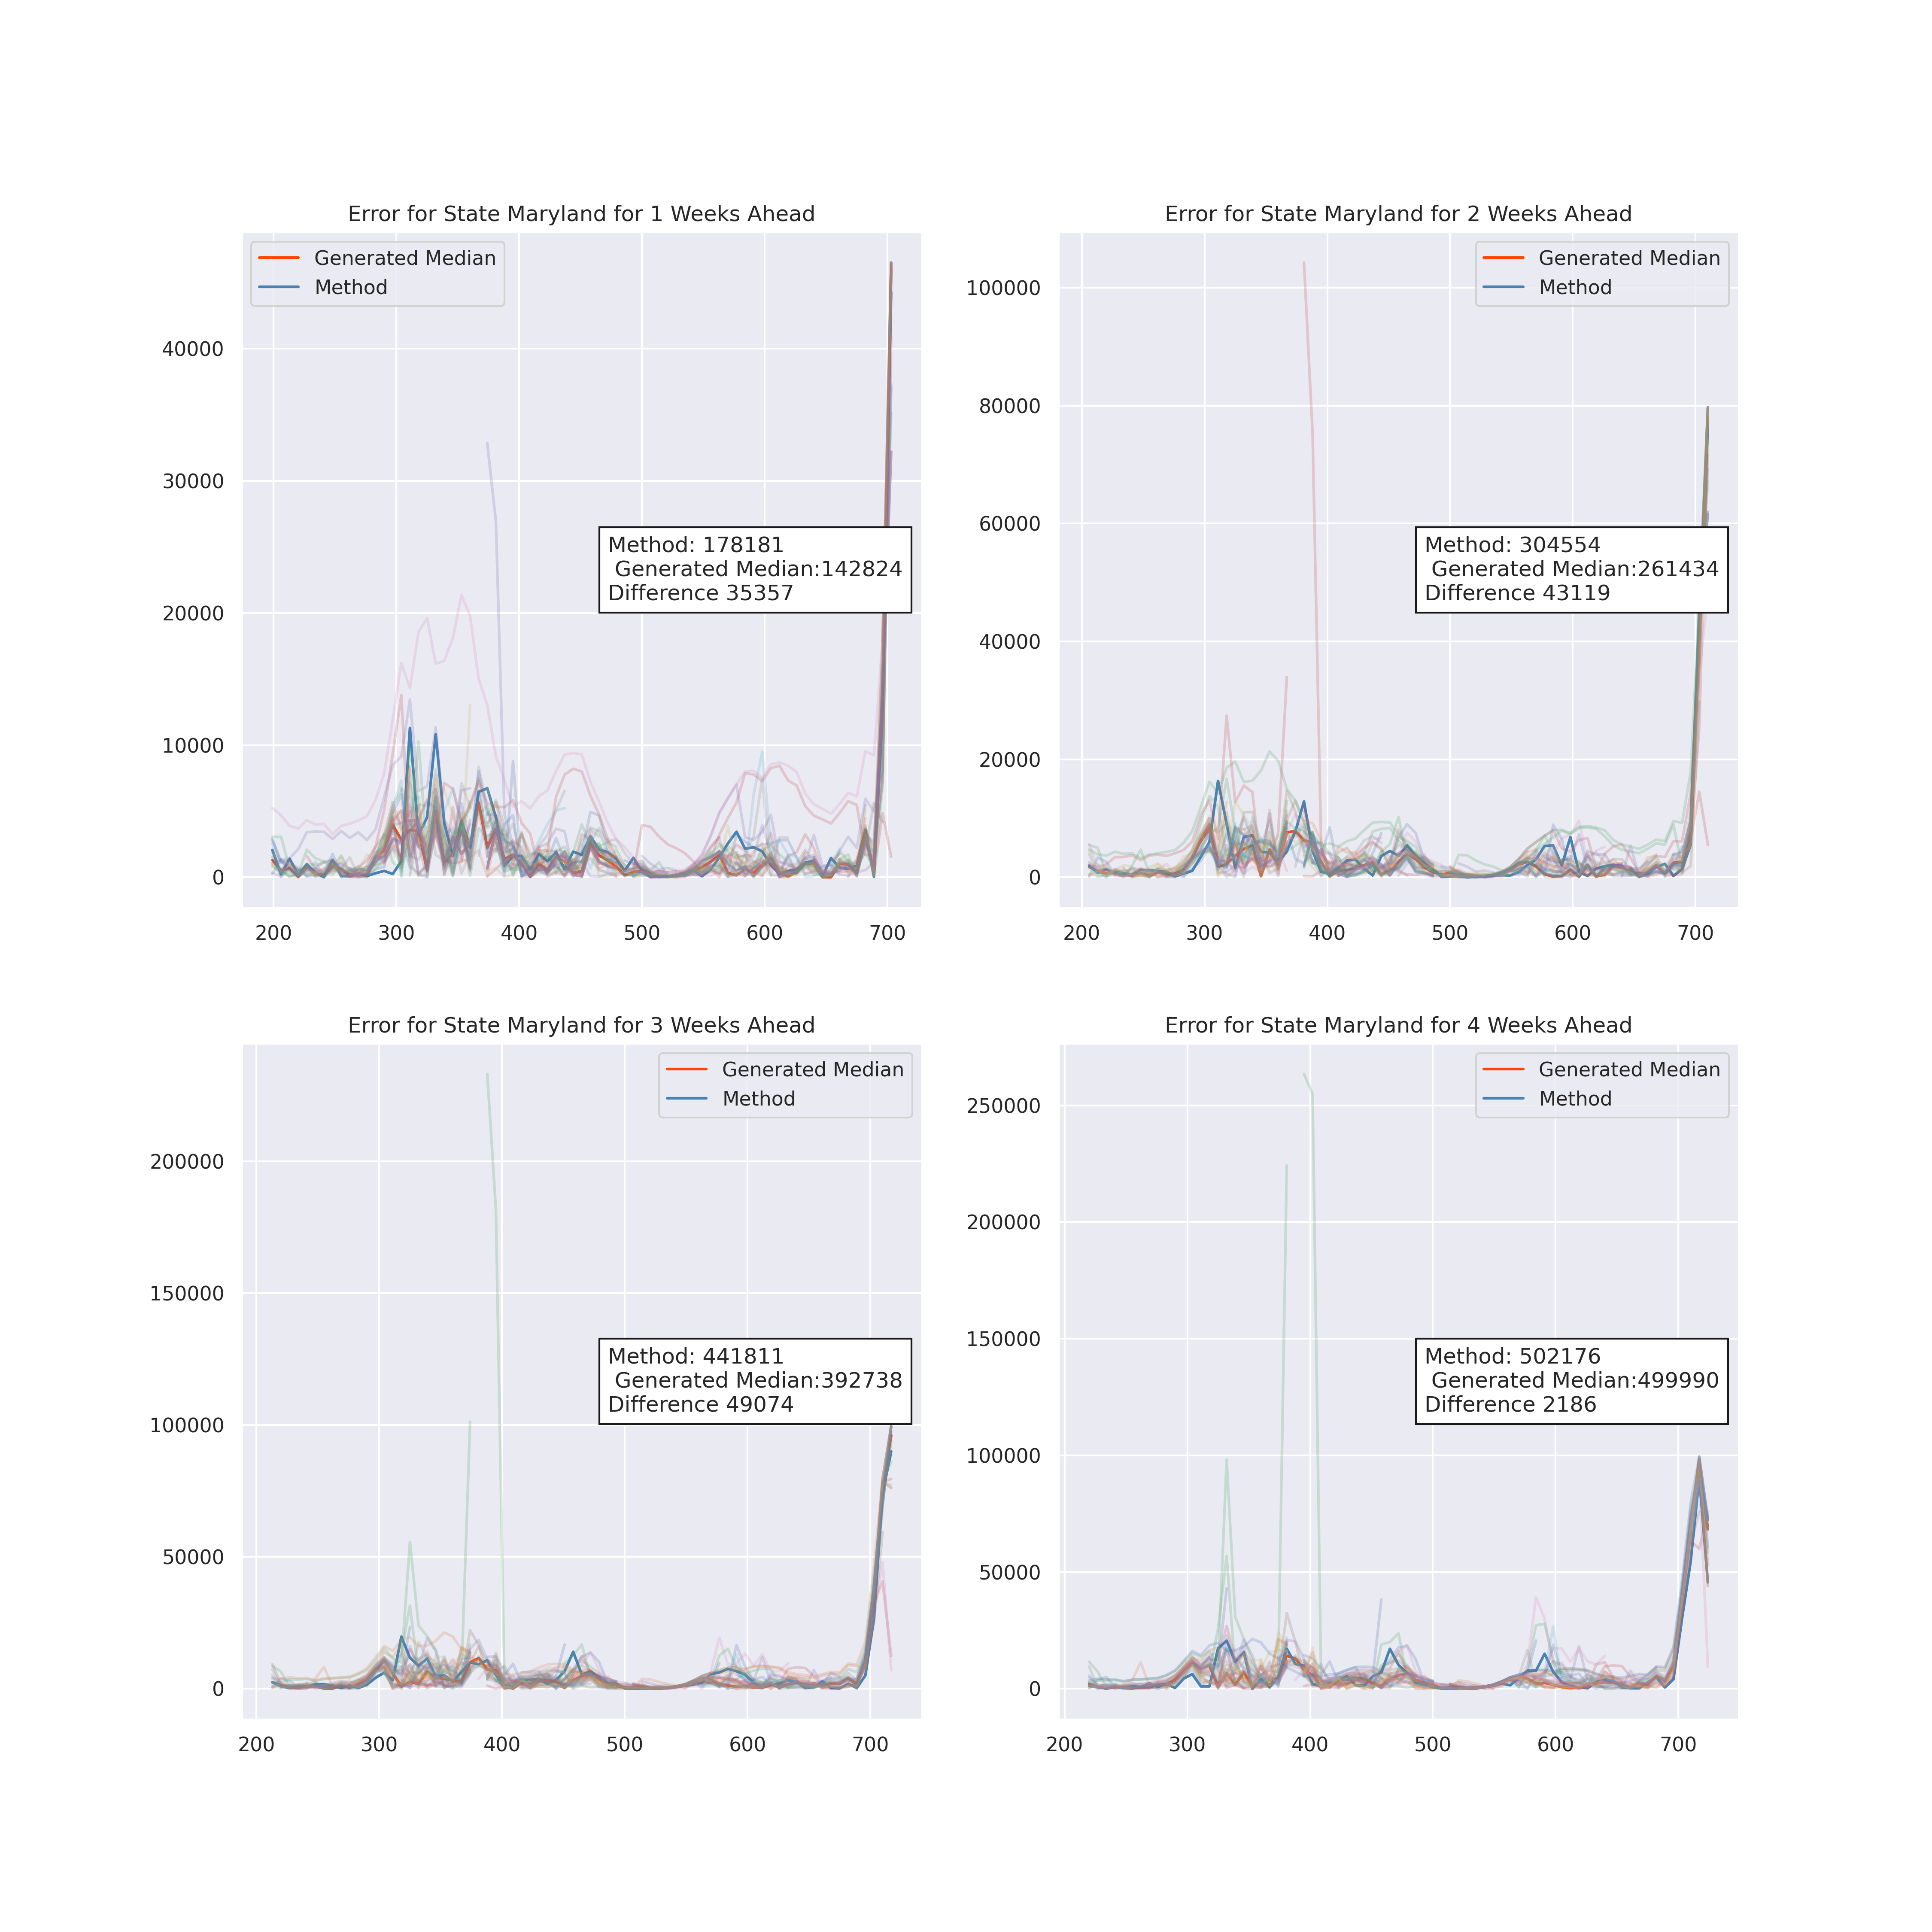 Error for State Maryland for 1 Weeks Ahead
Generated Median
Method
40000
30000
20000
10000
0
200 300 400 500 600 700
Method: 178181
Generated Median:142824
Difference 35357
Error for State Maryland for 2 Weeks Ahead
Generated Median
Method
100000
80000
60000
40000
20000
0
200 300 400 500 600 700
Method: 304554
Generated Median:261434
Difference 43119
Error for State Maryland for 3 Weeks Ahead
Generated Median
Method
200000
150000
100000
50000
0
200 300 400 500 600 700
Method: 441811
Generated Median:392738
Difference 49074
Error for State Maryland for 4 Weeks Ahead
Generated Median
Method
250000
200000
150000
100000
50000
0
200 300 400 500 600 700
Method: 502176
Generated Median:499990
Difference 2186